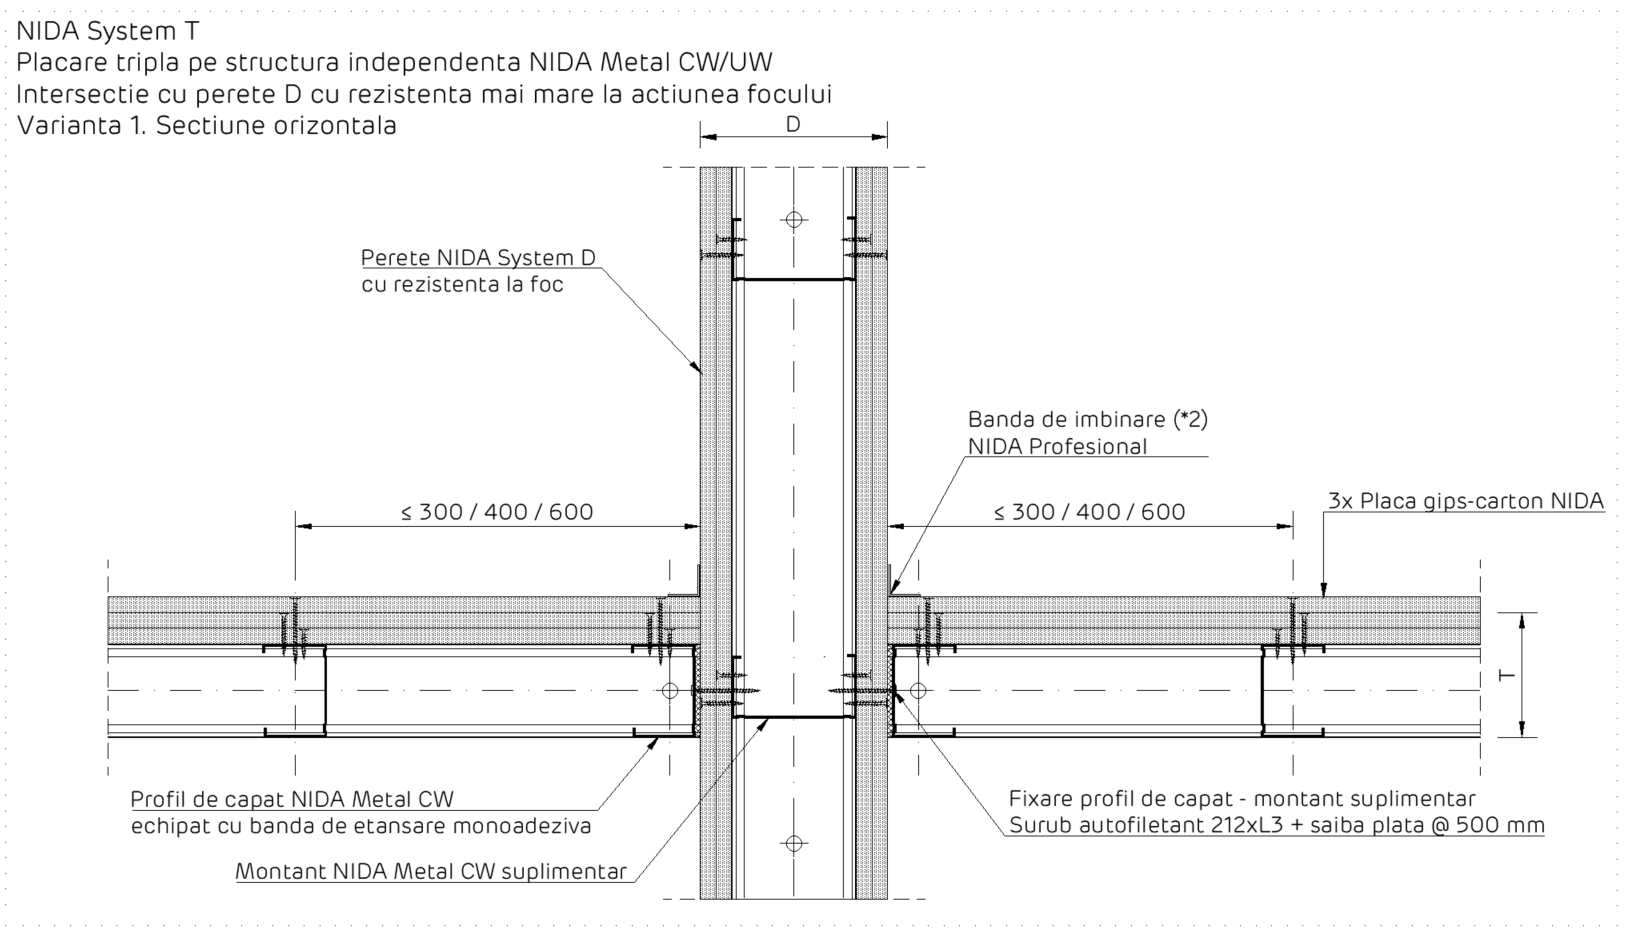 NIDA System T
Placare tripla pe structura independenta NIDA Metal CW/UW
Intersectie cu perete D cu rezistenta mai mare la actiunea focului
Varianta 1. Sectiune orizontala
D
Perete NIDA System D
cu rezistenta la foc
Banda de imbinare (*2)
NIDA Profesional
≤ 300 / 400 / 600
≤ 300 / 400 / 600
3x Placa gips-carton NIDA
T
Profil de capat NIDA Metal CW
echipat cu banda de etansare monoadeziva
Montant NIDA Metal CW suplimentar
Fixare profil de capat - montant suplimentar
Surub autofiletant 212xL3 + saiba plata @ 500 mm